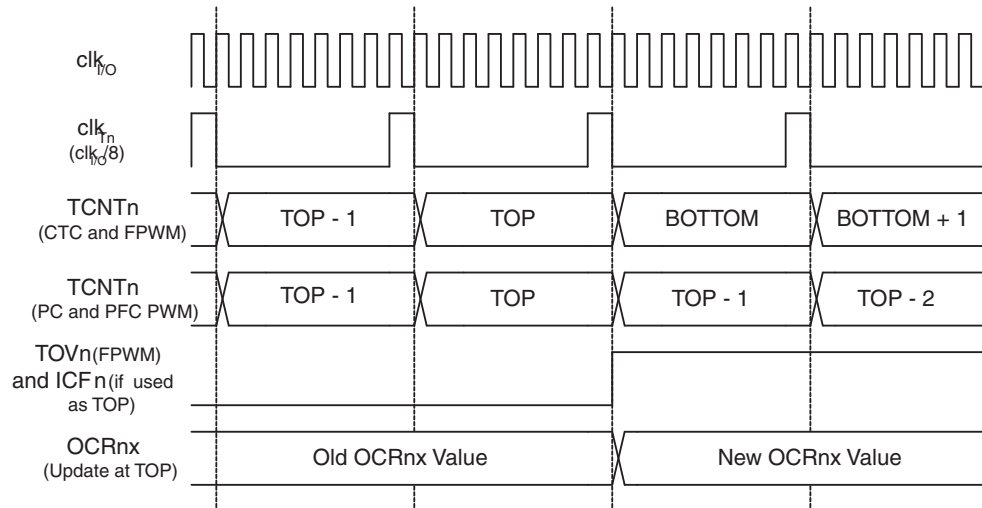 clkI/O
clkTn
(clkI/O/8)
TCNTn
(CTC and FPWM)
TOP - 1
TOP
BOTTOM
BOTTOM + 1
TCNTn
(PC and PFC PWM)
TOP - 1
TOP
TOP - 1
TOP - 2
TOVn(FPWM)
and ICFn(if used
as TOP)
OCRnx
(Update at TOP)
Old OCRnx Value
New OCRnx Value